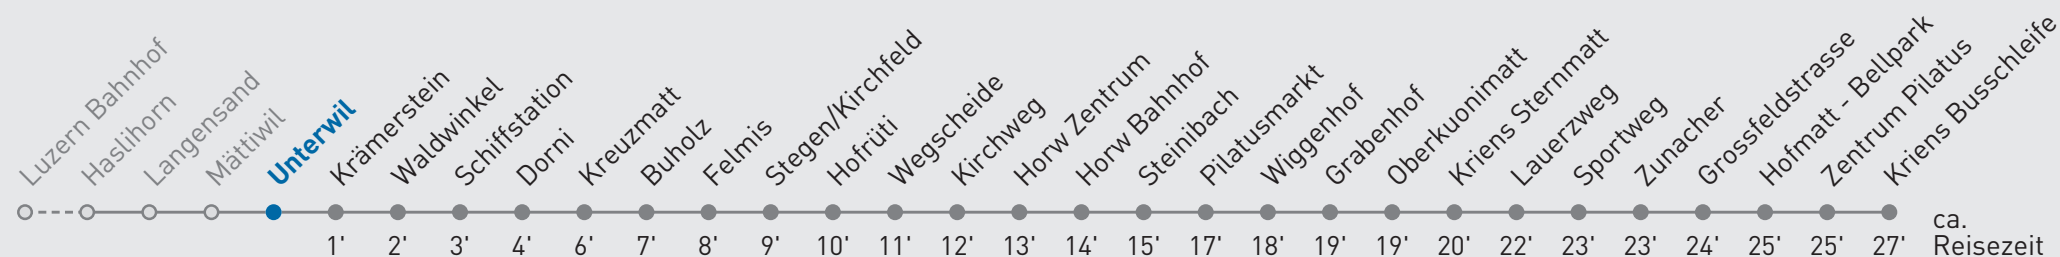 Luzern Bahnhof
Haslihorn
Langensand
Mättiwil
Unterwil
Krämerstein
Waldwinkel
Schiffstation
Dorni
Kreuzmatt
Buholz
Felmis
Stegen/Kirchfeld
Hofrüti
Wegscheide
Kirchweg
Horw Zentrum
Horw Bahnhof
Steinibach
Pilatusmarkt
Wiggenhof
Grabenhof
Oberkuonimatt
Kriens Sternmatt
Lauerzweg
Sportweg
Zunacher
Grossfeldstrasse
Hofmatt - Bellpark
Zentrum Pilatus
Kriens Busschleife
1' 2' 3' 4' 6' 7' 8' 9' 10' 11' 12' 13' 14' 15' 17' 18' 19' 19' 20' 22' 23' 23' 24' 25' 25' 27'
ca.
Reisezeit